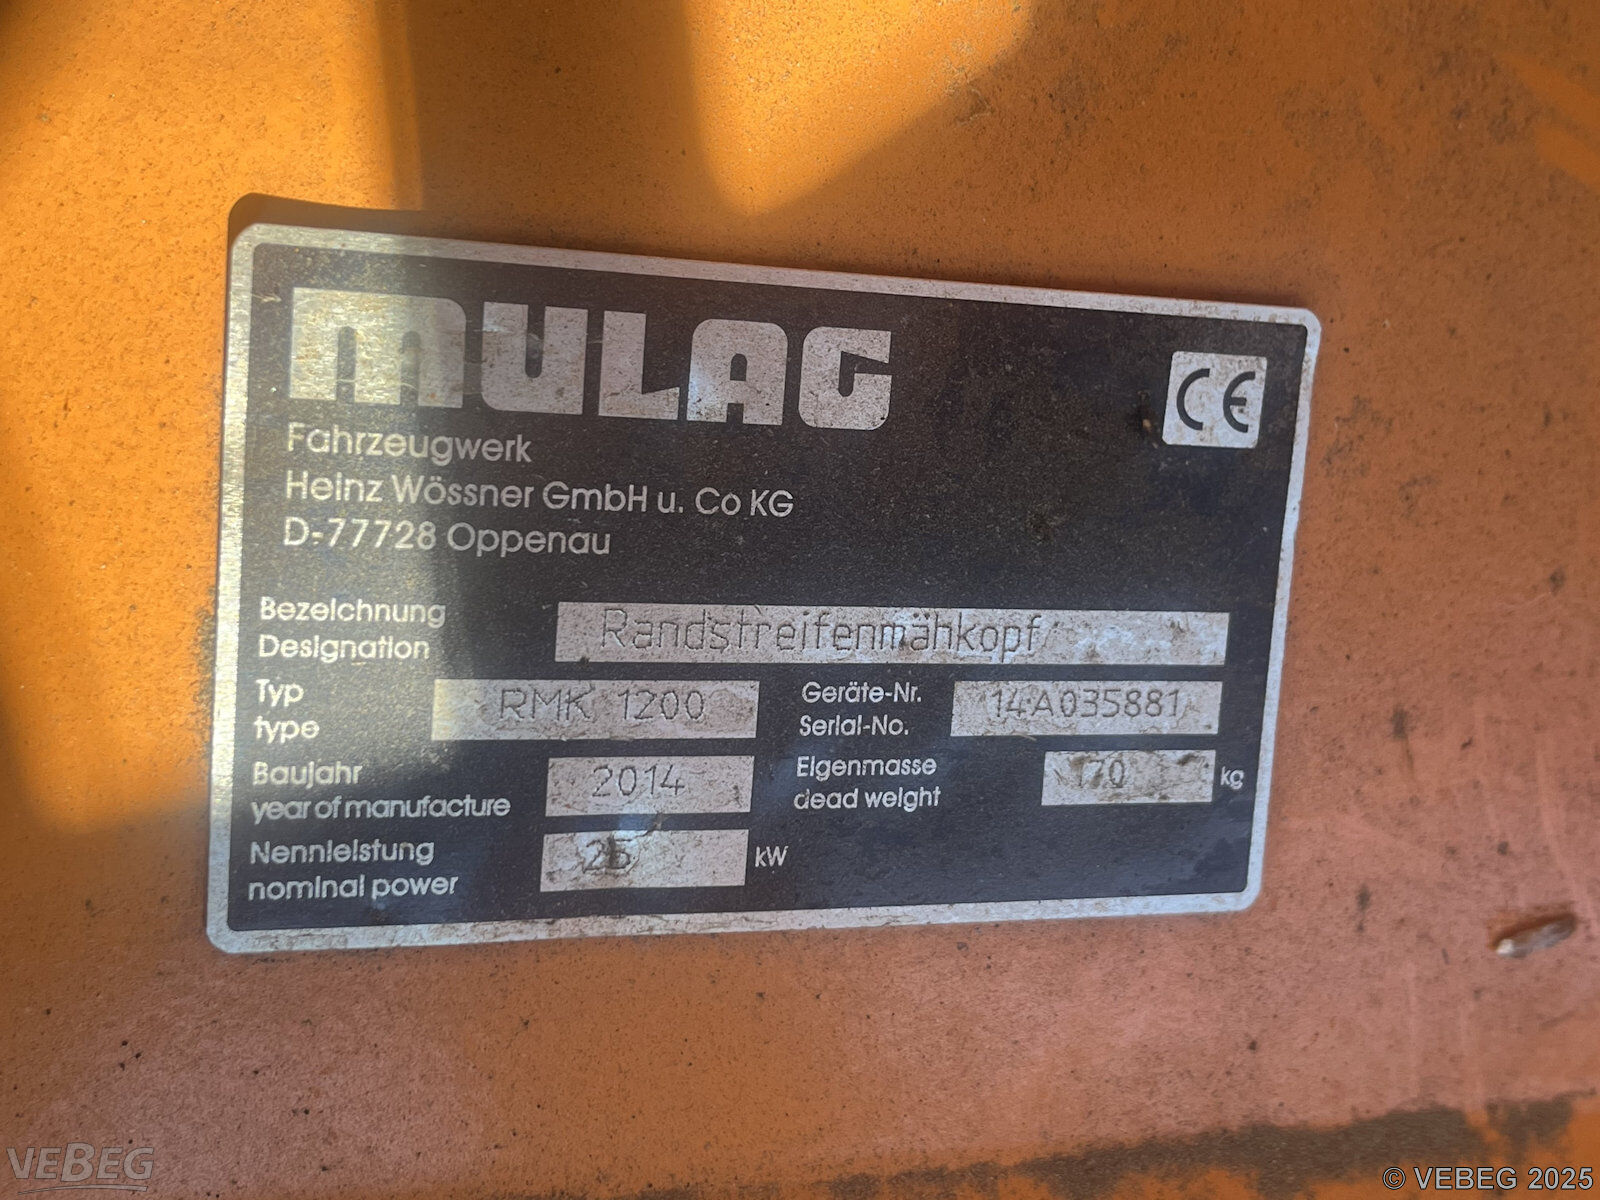 MULAG
CE
Fahrzeugwerk
Heinz Wössner GmbH u. Co KG
D-77728 Oppenau
Bezeichnung Randstreifenmähkopf
Designation
Typ RMK 1200 Geräte-Nr. 14A035881
type Serial-No.
Baujahr 2014 Eigenmasse kg
year of manufacture dead weight
Nennleistung 25 kW
nominal power
VEBEG
© VEBEG 2025